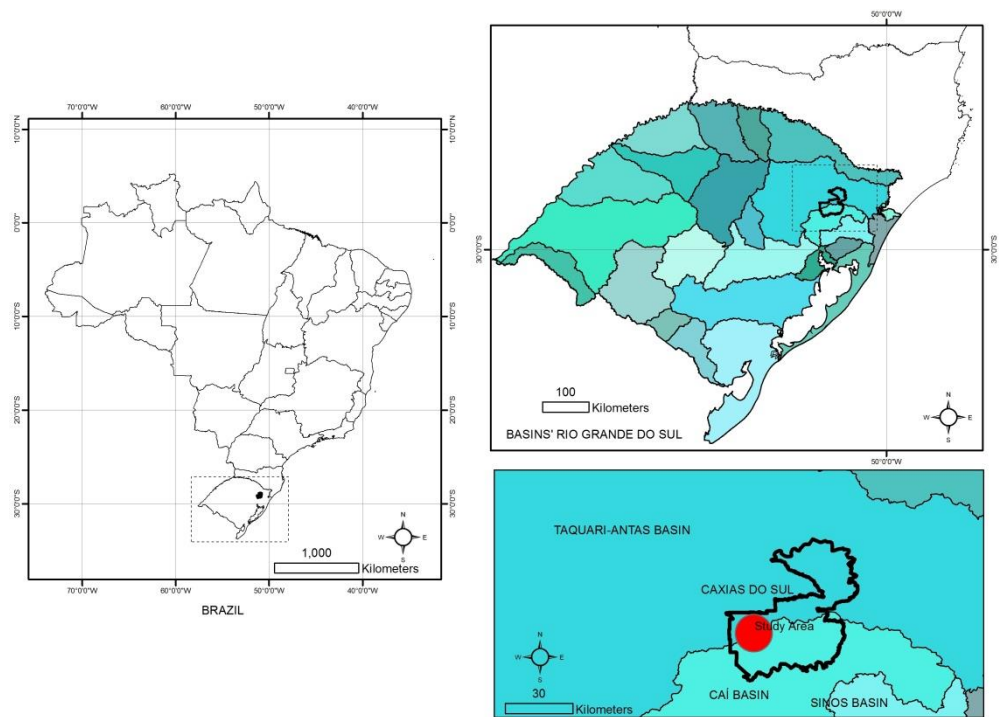 70°0'0"W 60°0'0"W 50°0'0"W 40°0'0"W
10°0'0"N 10°0'0"N
0°0'0" 0°0'0"
10°0'0"S 10°0'0"S
20°0'0"S 20°0'0"S
30°0'0"S 30°0'0"S
N
W E
S
1,000
Kilometers
70°0'0"W 60°0'0"W 50°0'0"W 40°0'0"W
BRAZIL
50°0'0"W
30°0'0"S 30°0'0"S
100
Kilometers
BASINS' RIO GRANDE DO SUL
N
W E
S
50°0'0"W
TAQUARI-ANTAS BASIN
CAXIAS DO SUL
Study Area
N
W E
S
30
Kilometers
CAÍ BASIN
SINOS BASIN